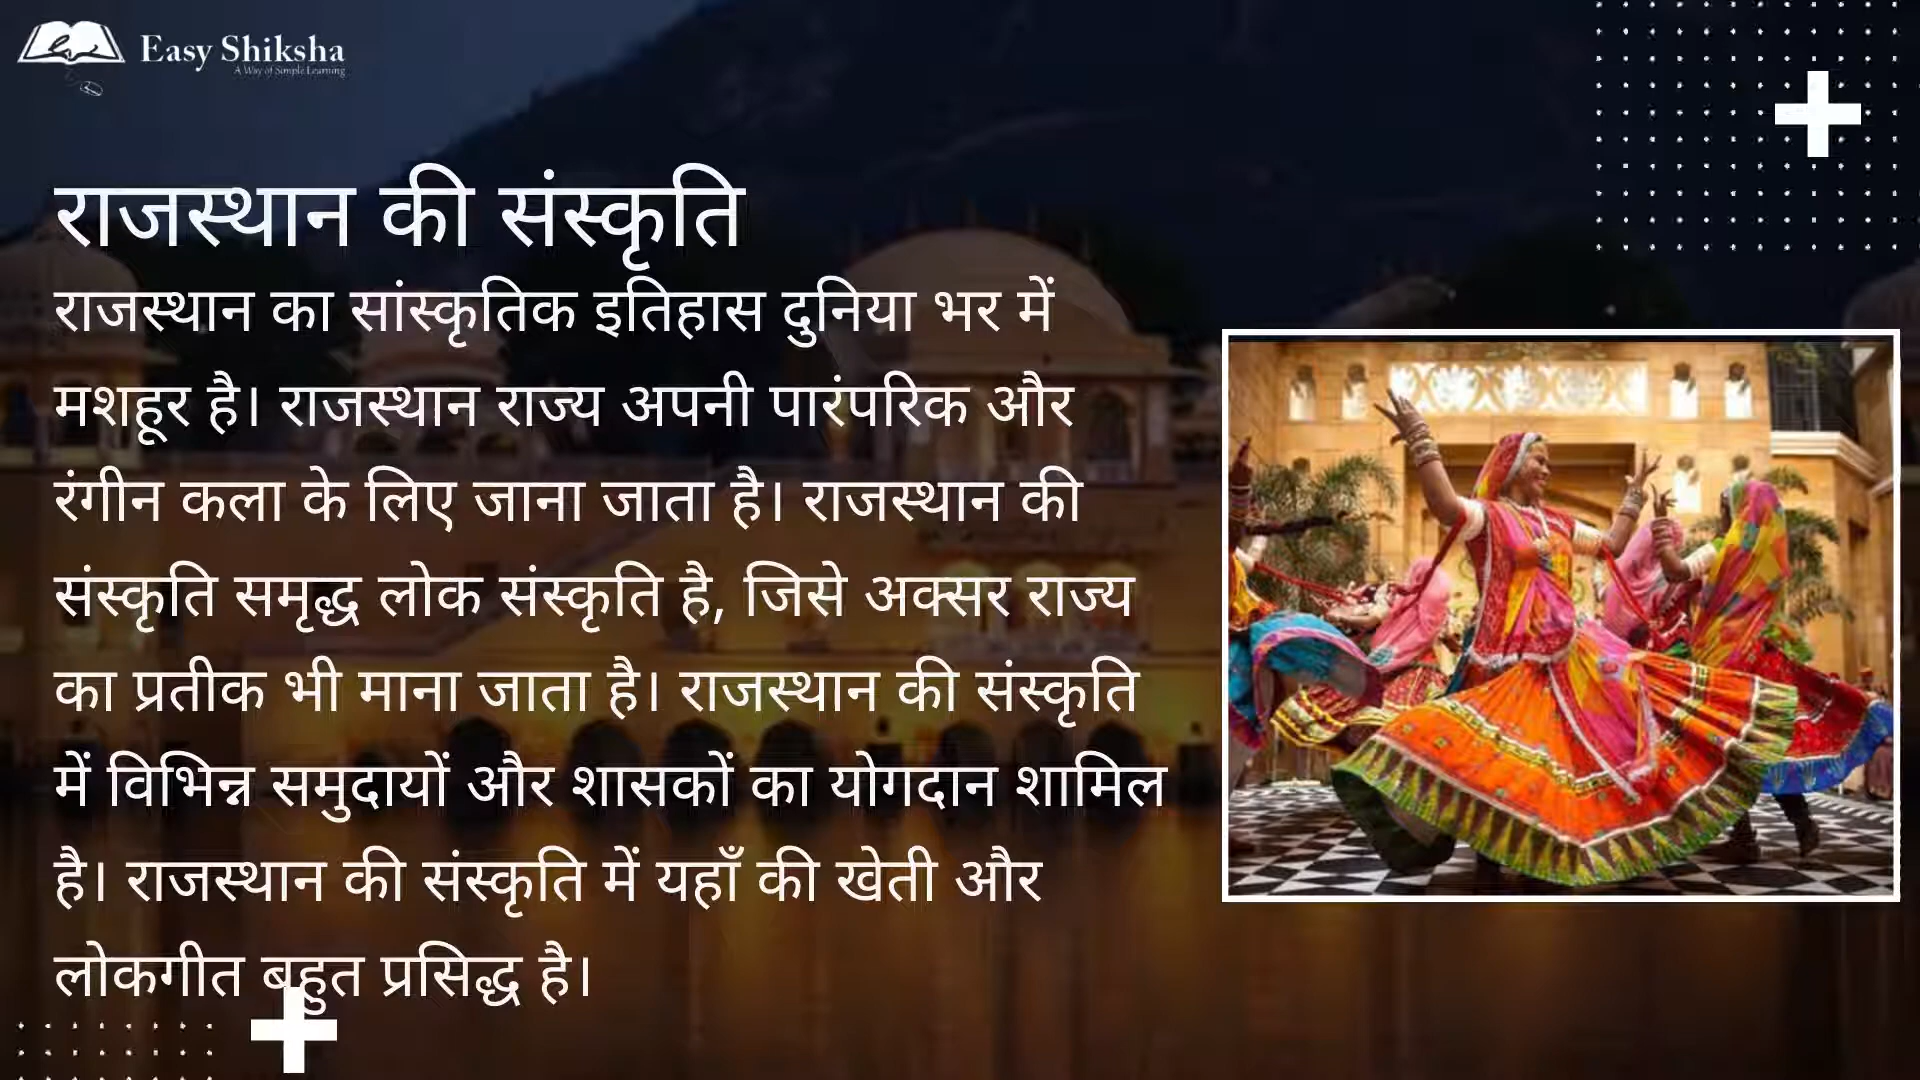 Easy Shiksha
A Way of Simple Learning
राजस्थान की संस्कृति
राजस्थान का सांस्कृतिक इतिहास दुनिया भर में
मशहूर है। राजस्थान राज्य अपनी पारंपरिक और
रंगीन कला के लिए जाना जाता है। राजस्थान की
संस्कृति समृद्ध लोक संस्कृति है, जिसे अक्सर राज्य
का प्रतीक भी माना जाता है। राजस्थान की संस्कृति
में विभिन्न समुदायों और शासकों का योगदान शामिल
है। राजस्थान की संस्कृति में यहाँ की खेती और
लोकगीत बहुत प्रसिद्ध है।